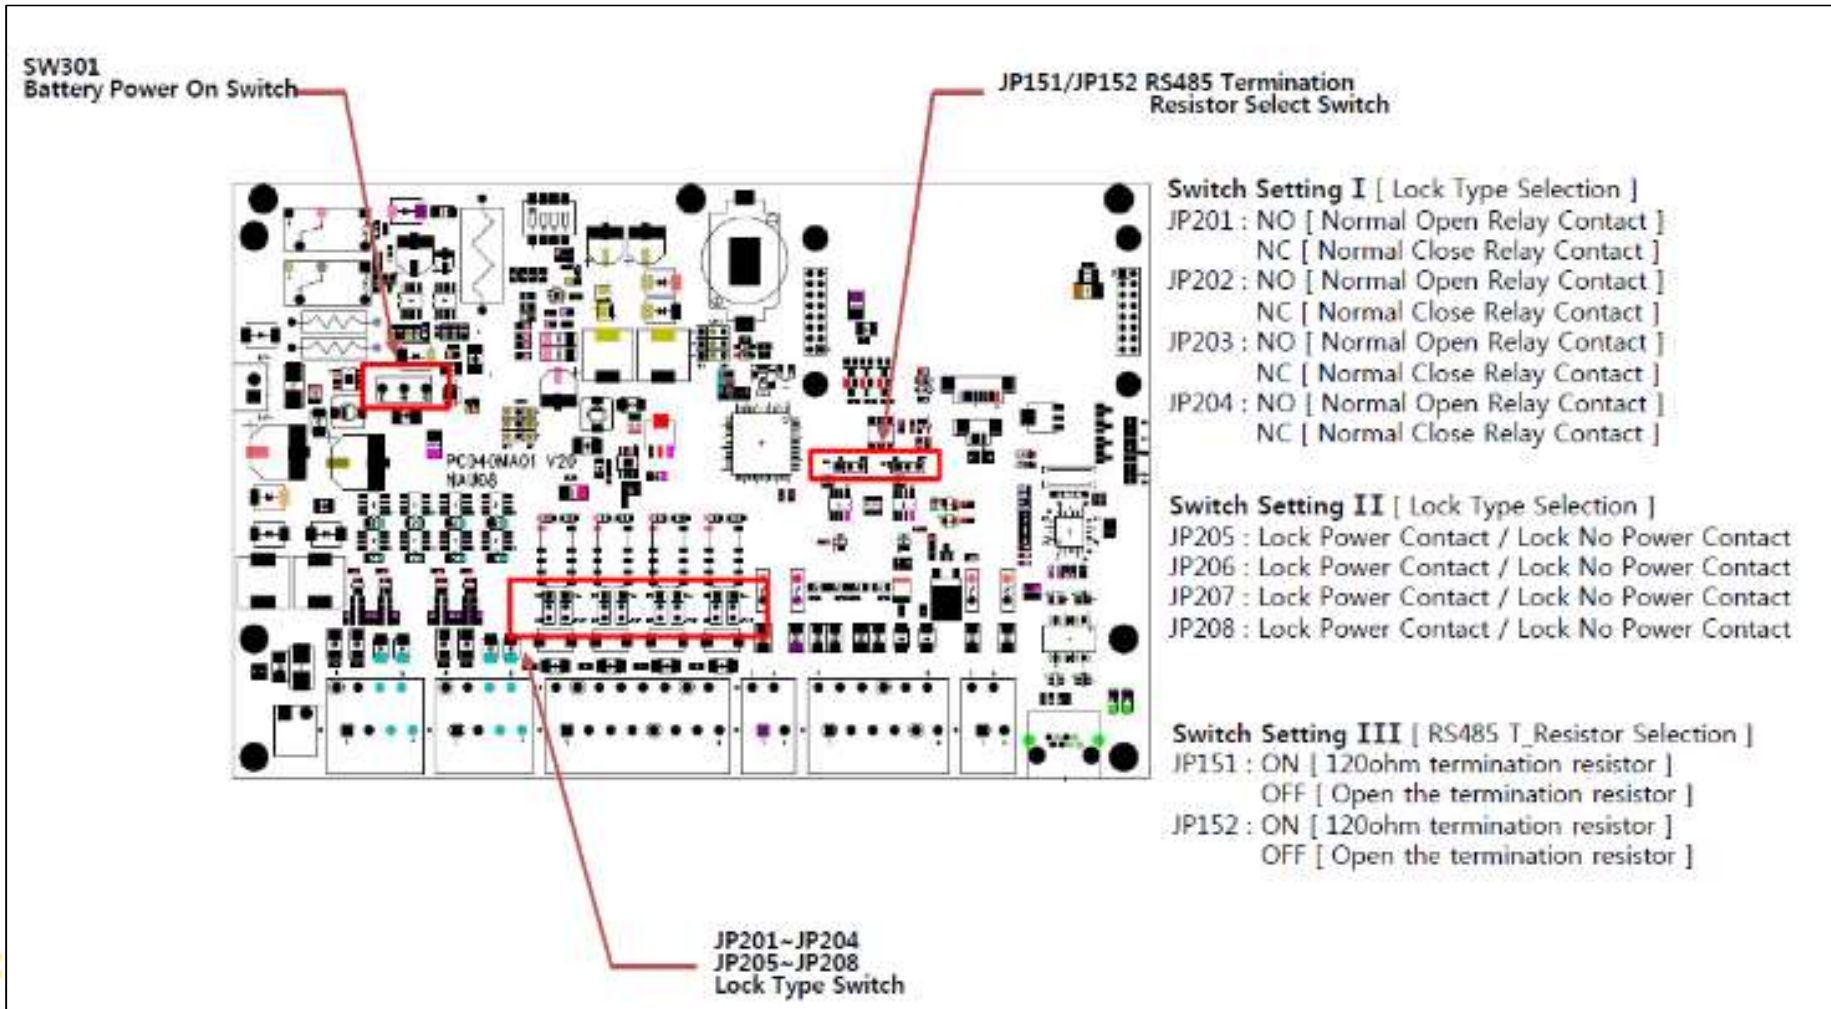 SW301
Battery Power On Switch
JP151/JP152 RS485 Termination
Resistor Select Switch
Switch Setting I [ Lock Type Selection ]
JP201 : NO [ Normal Open Relay Contact ]
NC [ Normal Close Relay Contact ]
JP202 : NO [ Normal Open Relay Contact ]
NC [ Normal Close Relay Contact ]
JP203 : NO [ Normal Open Relay Contact ]
NC [ Normal Close Relay Contact ]
JP204 : NO [ Normal Open Relay Contact ]
NC [ Normal Close Relay Contact ]
PC040MA01 V20
Switch Setting II [ Lock Type Selection ]
JP205 : Lock Power Contact / Lock No Power Contact
JP206 : Lock Power Contact / Lock No Power Contact
JP207 : Lock Power Contact / Lock No Power Contact
JP208 : Lock Power Contact / Lock No Power Contact
Switch Setting III [ RS485 T_Resistor Selection ]
JP151 : ON [ 120ohm termination resistor ]
OFF [ Open the termination resistor ]
JP152 : ON [ 120ohm termination resistor ]
OFF [ Open the termination resistor ]
JP201~JP204
JP205~JP208
Lock Type Switch